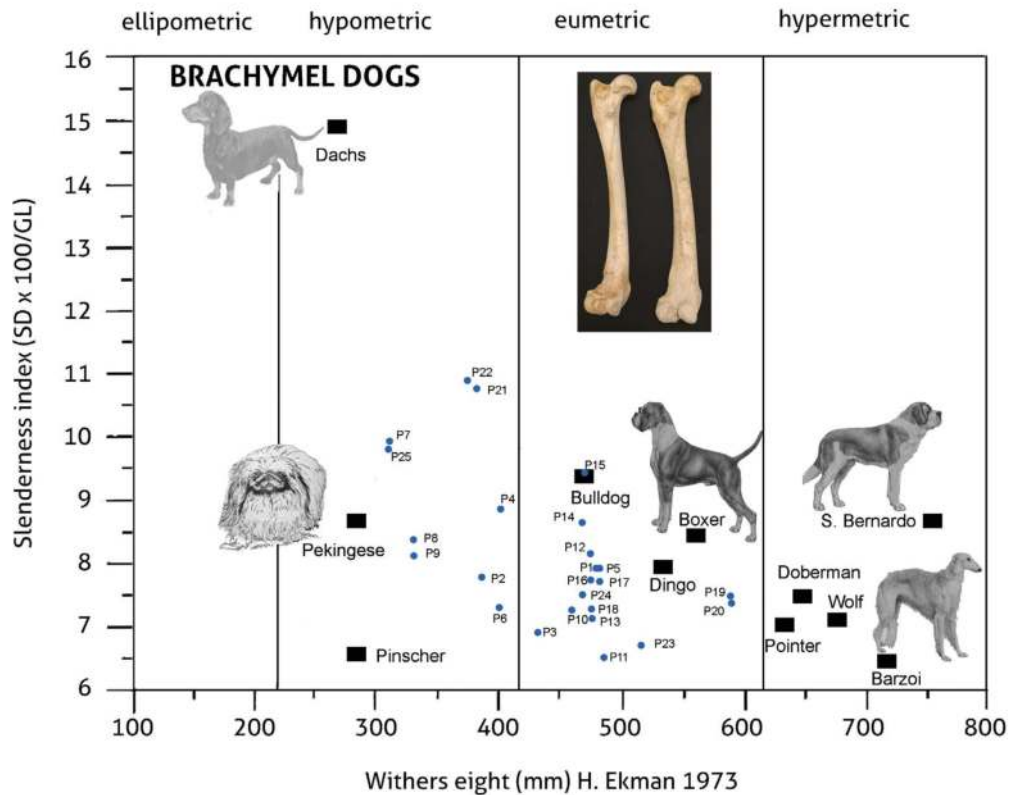 ellipometric hypometric eumetric hypermetric
16
BRACHYMEL DOGS
15
Dachs
14
13
12
11
P22
P21
10
P7
P25
P15
9
Bulldog
P4
P14
Boxer
S. Bernardo
Pekingese
P8
P9
P12
8
P1 P5
Dingo
P2
P16 P17
Doberman
P24
P19
P20
Wolf
P6
P10 P18
P13
7
P3
Pointer
P23
Pinscher
P11
Barzoi
6
100 200 300 400 500 600 700 800
Slenderness index (SD x 100/GL)
Withers eight (mm) H. Ekman 1973